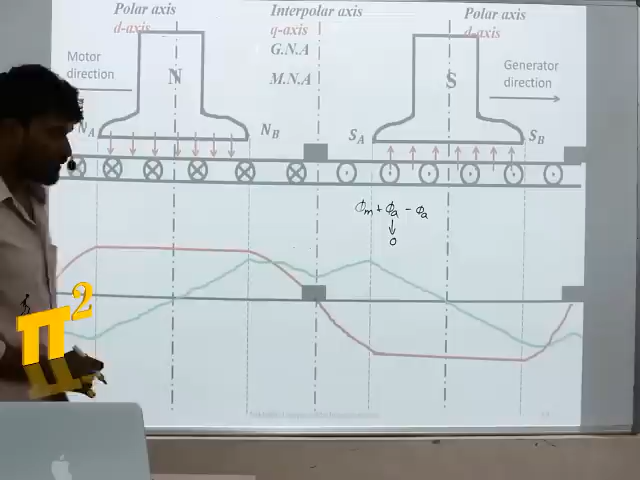 Polar axis
Interpolar axis
Polar axis
d-axis
q-axis
d-axis
G.N.A
M.N.A
Motor
direction
Generator
direction
N
S
N_A
N_B
S_A
S_B
ϕm + ϕa - ϕa
↓
0
π²